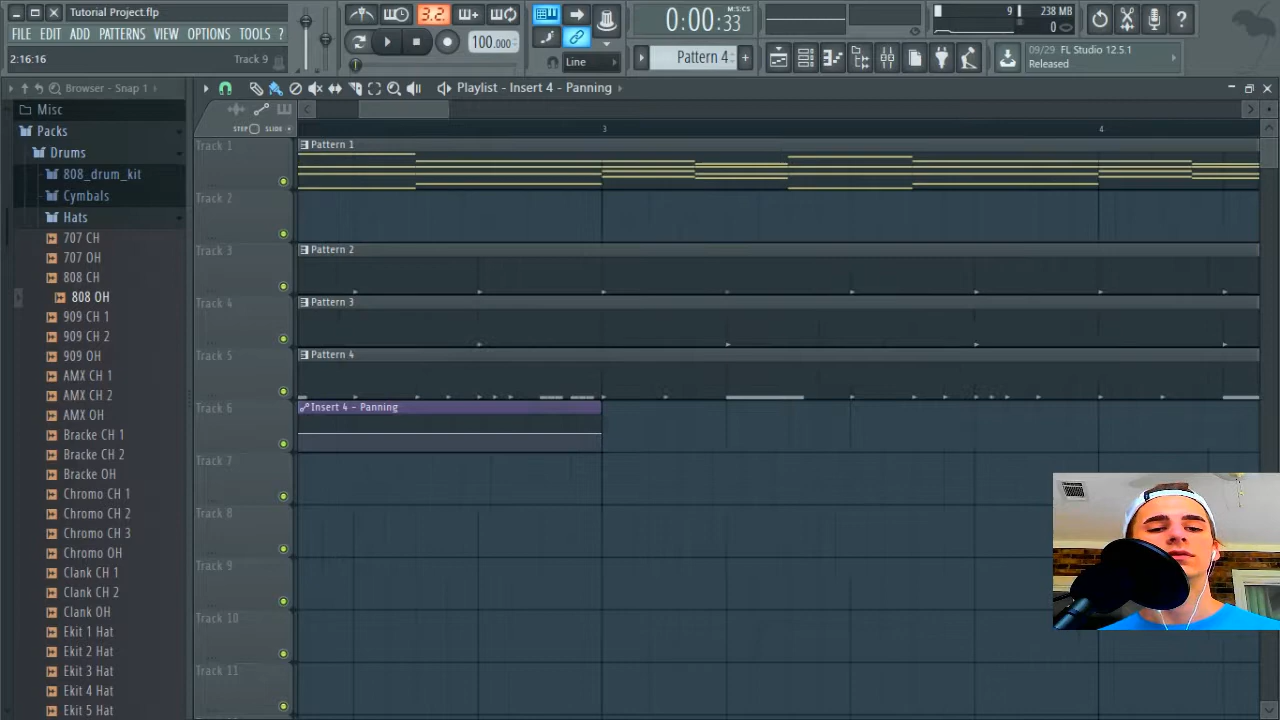 Tutorial Project.flp
FILE EDIT ADD PATTERNS VIEW OPTIONS TOOLS ?
2:16:16 Track 9
3.2.
100.000
Line
0:00:33
M:S:CS
Pattern 4
9
238 MB
0
09/29 FL Studio 12.5.1
Released
Browser - Snap 1
Playlist - Insert 4 - Panning
STEP SLIDE
3
4
Misc
Packs
Drums
808_drum_kit
Cymbals
Hats
707 CH
707 OH
808 CH
808 OH
909 CH 1
909 CH 2
909 OH
AMX CH 1
AMX CH 2
AMX OH
Bracke CH 1
Bracke CH 2
Bracke OH
Chromo CH 1
Chromo CH 2
Chromo CH 3
Chromo OH
Clank CH 1
Clank CH 2
Clank OH
Ekit 1 Hat
Ekit 2 Hat
Ekit 3 Hat
Ekit 4 Hat
Ekit 5 Hat
Track 1
Pattern 1
Track 2
Track 3
Pattern 2
Track 4
Pattern 3
Track 5
Pattern 4
Track 6
Insert 4 - Panning
Track 7
Track 8
Track 9
Track 10
Track 11